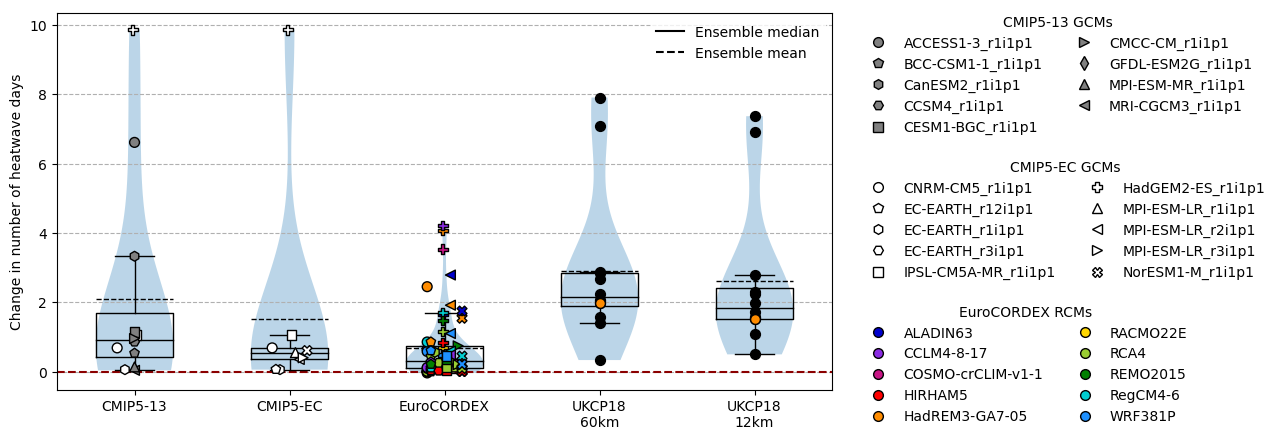 Change in number of heatwave days
10
8
6
4
2
0
Ensemble median
Ensemble mean
CMIP5-13
CMIP5-EC
EuroCORDEX
UKCP18
60km
UKCP18
12km
CMIP5-13 GCMs
ACCESS1-3_r1i1p1
BCC-CSM1-1_r1i1p1
CanESM2_r1i1p1
CCSM4_r1i1p1
CESM1-BGC_r1i1p1
CMCC-CM_r1i1p1
GFDL-ESM2G_r1i1p1
MPI-ESM-MR_r1i1p1
MRI-CGCM3_r1i1p1
CMIP5-EC GCMs
CNRM-CM5_r1i1p1
EC-EARTH_r12i1p1
EC-EARTH_r1i1p1
EC-EARTH_r3i1p1
IPSL-CM5A-MR_r1i1p1
HadGEM2-ES_r1i1p1
MPI-ESM-LR_r1i1p1
MPI-ESM-LR_r2i1p1
MPI-ESM-LR_r3i1p1
NorESM1-M_r1i1p1
EuroCORDEX RCMs
ALADIN63
CCLM4-8-17
COSMO-crCLIM-v1-1
HIRHAM5
HadREM3-GA7-05
RACMO22E
RCA4
REMO2015
RegCM4-6
WRF381P